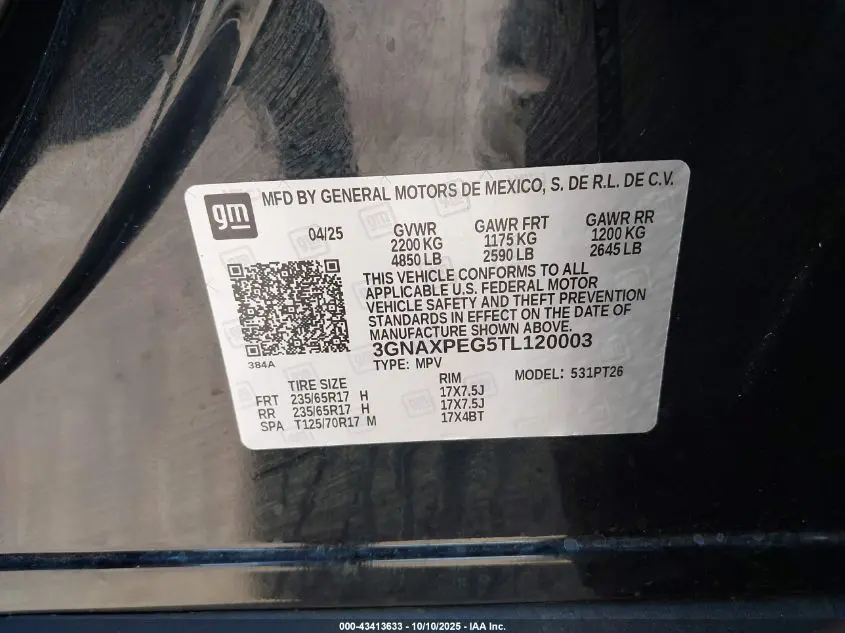 gm
MFD BY GENERAL MOTORS DE MEXICO, S. DE R.L. DE C.V.
04/25 GVWR GAWR FRT GAWR RR
2200 KG 1175 KG 1200 KG
4850 LB 2590 LB 2645 LB
THIS VEHICLE CONFORMS TO ALL
APPLICABLE U.S. FEDERAL MOTOR
VEHICLE SAFETY AND THEFT PREVENTION
STANDARDS IN EFFECT ON THE DATE OF
MANUFACTURE SHOWN ABOVE.
3GNAXPEG5TL120003
384A
TYPE: MPV
MODEL: 531PT26
TIRE SIZE RIM
FRT 235/65R17 H 17X7.5J
RR 235/65R17 H 17X7.5J
SPA T125/70R17 M 17X4BT
000-43413633 - 10/10/2025 - IAA Inc.